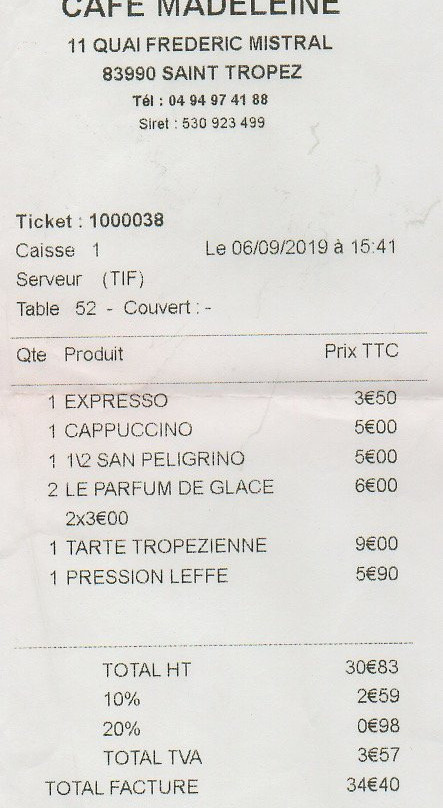 CAFE MADELEINE
11 QUAI FREDERIC MISTRAL
83990 SAINT TROPEZ
Tél : 04 94 97 41 88
Siret : 530 923 499
Ticket : 1000038
Caisse 1 Le 06/09/2019 à 15:41
Serveur (TIF)
Table 52 - Couvert : -
Qte Produit Prix TTC
1 EXPRESSO 3€50
1 CAPPUCCINO 5€00
1 1\2 SAN PELIGRINO 5€00
2 LE PARFUM DE GLACE 6€00
2x3€00
1 TARTE TROPEZIENNE 9€00
1 PRESSION LEFFE 5€90
TOTAL HT 30€83
10% 2€59
20% 0€98
TOTAL TVA 3€57
TOTAL FACTURE 34€40